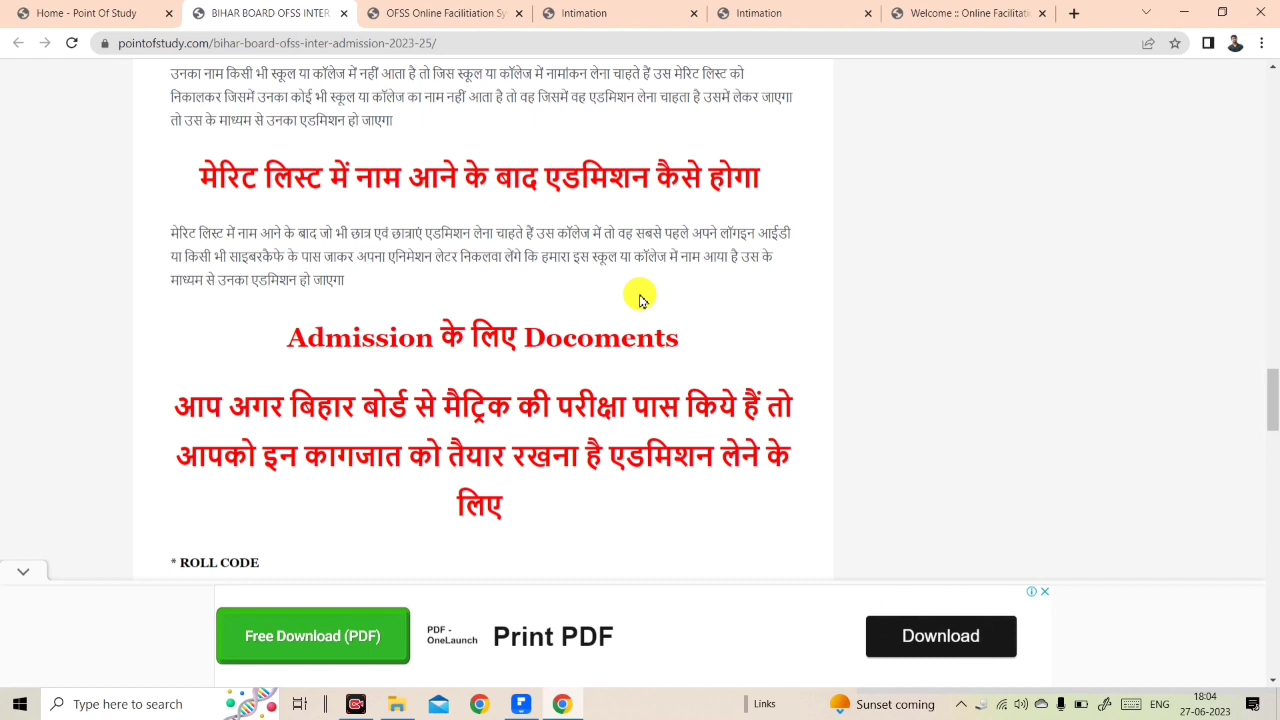 Home - Point Of Study
BIHAR BOARD OFSS INTER
OFSS :Online Facilitation Sy
Intimation
Intimation
Welcome :: Online Facilitati
pointofstudy.com/bihar-board-ofss-inter-admission-2023-25/
उनका नाम किसी भी स्कूल या कॉलेज में नहीं आता है तो जिस स्कूल या कॉलेज में नामांकन लेना चाहते हैं उस मेरिट लिस्ट को
निकालकर जिसमें उनका कोई भी स्कूल या कॉलेज का नाम नहीं आता है तो वह जिसमें वह एडमिशन लेना चाहता है उसमें लेकर जाएगा
तो उस के माध्यम से उनका एडमिशन हो जाएगा
मेरिट लिस्ट में नाम आने के बाद एडमिशन कैसे होगा
मेरिट लिस्ट में नाम आने के बाद जो भी छात्र एवं छात्राएं एडमिशन लेना चाहते हैं उस कॉलेज में तो वह सबसे पहले अपने लॉगइन आईडी
या किसी भी साइबरकैफे के पास जाकर अपना एनिमेशन लेटर निकलवा लेंगे कि हमारा इस स्कूल या कॉलेज में नाम आया है उस के
माध्यम से उनका एडमिशन हो जाएगा
Admission के लिए Docoments
आप अगर बिहार बोर्ड से मैट्रिक की परीक्षा पास किये हैं तो
आपको इन कागजात को तैयार रखना है एडमिशन लेने के
लिए
* ROLL CODE
Free Download (PDF)
PDF -
OneLaunch
Print PDF
Download
Type here to search
Links
Sunset coming
ENG
18:04
27-06-2023